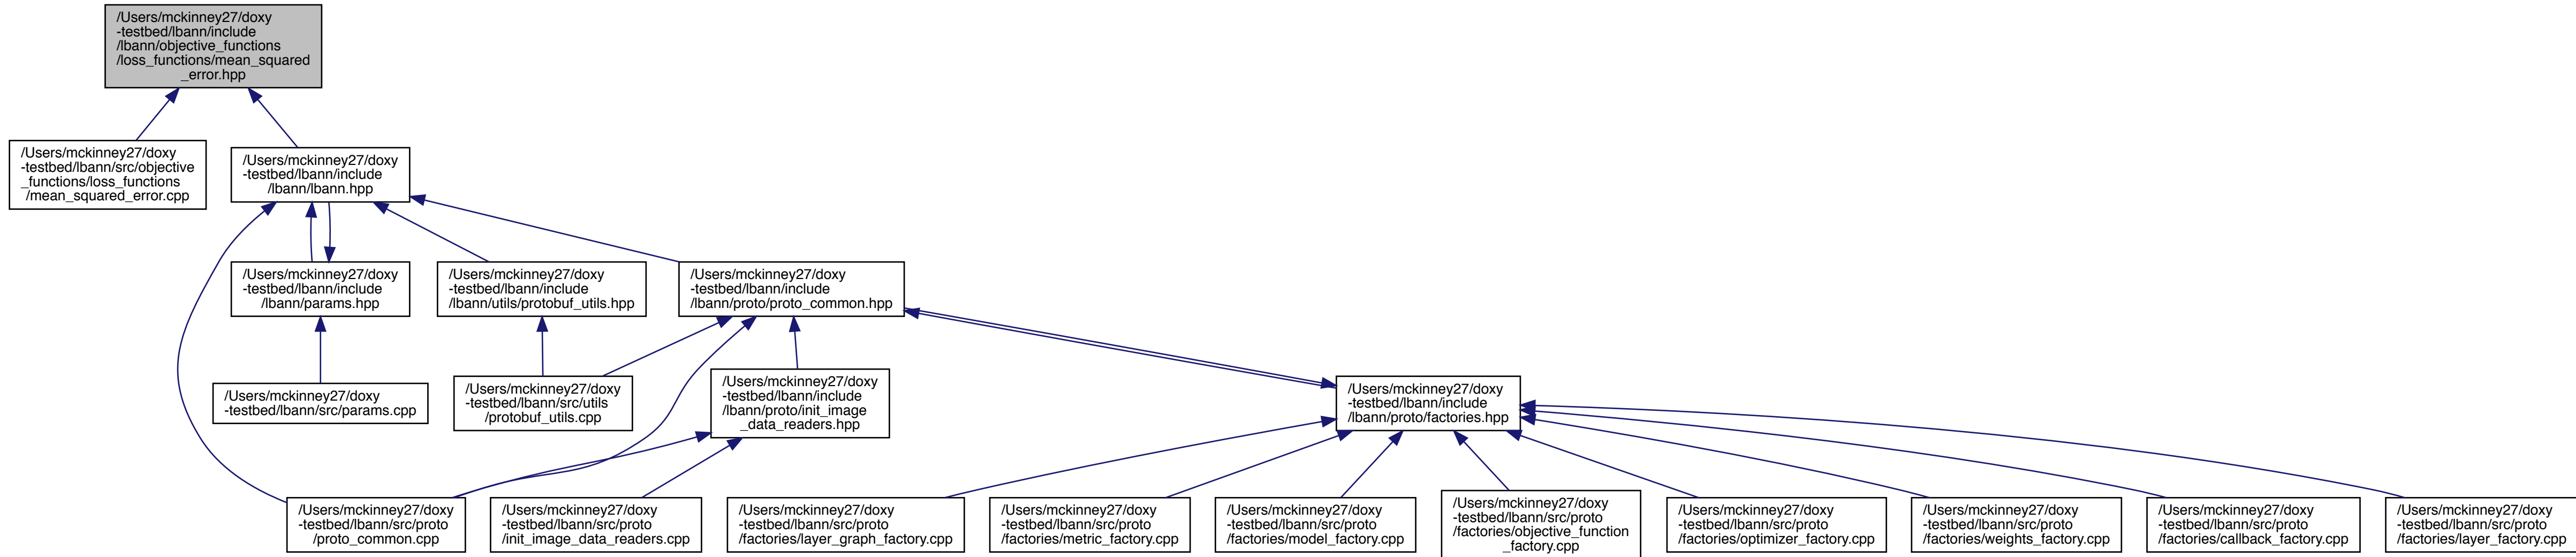 /Users/mckinney27/doxy
-testbed/lbann/include
/lbann/objective_functions
/loss_functions/mean_squared
_error.hpp
/Users/mckinney27/doxy
-testbed/lbann/src/objective
_functions/loss_functions
/mean_squared_error.cpp
/Users/mckinney27/doxy
-testbed/lbann/include
/lbann/lbann.hpp
/Users/mckinney27/doxy
-testbed/lbann/include
/lbann/params.hpp
/Users/mckinney27/doxy
-testbed/lbann/include
/lbann/utils/protobuf_utils.hpp
/Users/mckinney27/doxy
-testbed/lbann/include
/lbann/proto/proto_common.hpp
/Users/mckinney27/doxy
-testbed/lbann/src/params.cpp
/Users/mckinney27/doxy
-testbed/lbann/src/utils
/protobuf_utils.cpp
/Users/mckinney27/doxy
-testbed/lbann/include
/lbann/proto/init_image
_data_readers.hpp
/Users/mckinney27/doxy
-testbed/lbann/include
/lbann/proto/factories.hpp
/Users/mckinney27/doxy
-testbed/lbann/src/proto
/proto_common.cpp
/Users/mckinney27/doxy
-testbed/lbann/src/proto
/init_image_data_readers.cpp
/Users/mckinney27/doxy
-testbed/lbann/src/proto
/factories/layer_graph_factory.cpp
/Users/mckinney27/doxy
-testbed/lbann/src/proto
/factories/metric_factory.cpp
/Users/mckinney27/doxy
-testbed/lbann/src/proto
/factories/model_factory.cpp
/Users/mckinney27/doxy
-testbed/lbann/src/proto
/factories/objective_function
_factory.cpp
/Users/mckinney27/doxy
-testbed/lbann/src/proto
/factories/optimizer_factory.cpp
/Users/mckinney27/doxy
-testbed/lbann/src/proto
/factories/weights_factory.cpp
/Users/mckinney27/doxy
-testbed/lbann/src/proto
/factories/callback_factory.cpp
/Users/mckinney27/doxy
-testbed/lbann/src/proto
/factories/layer_factory.cpp